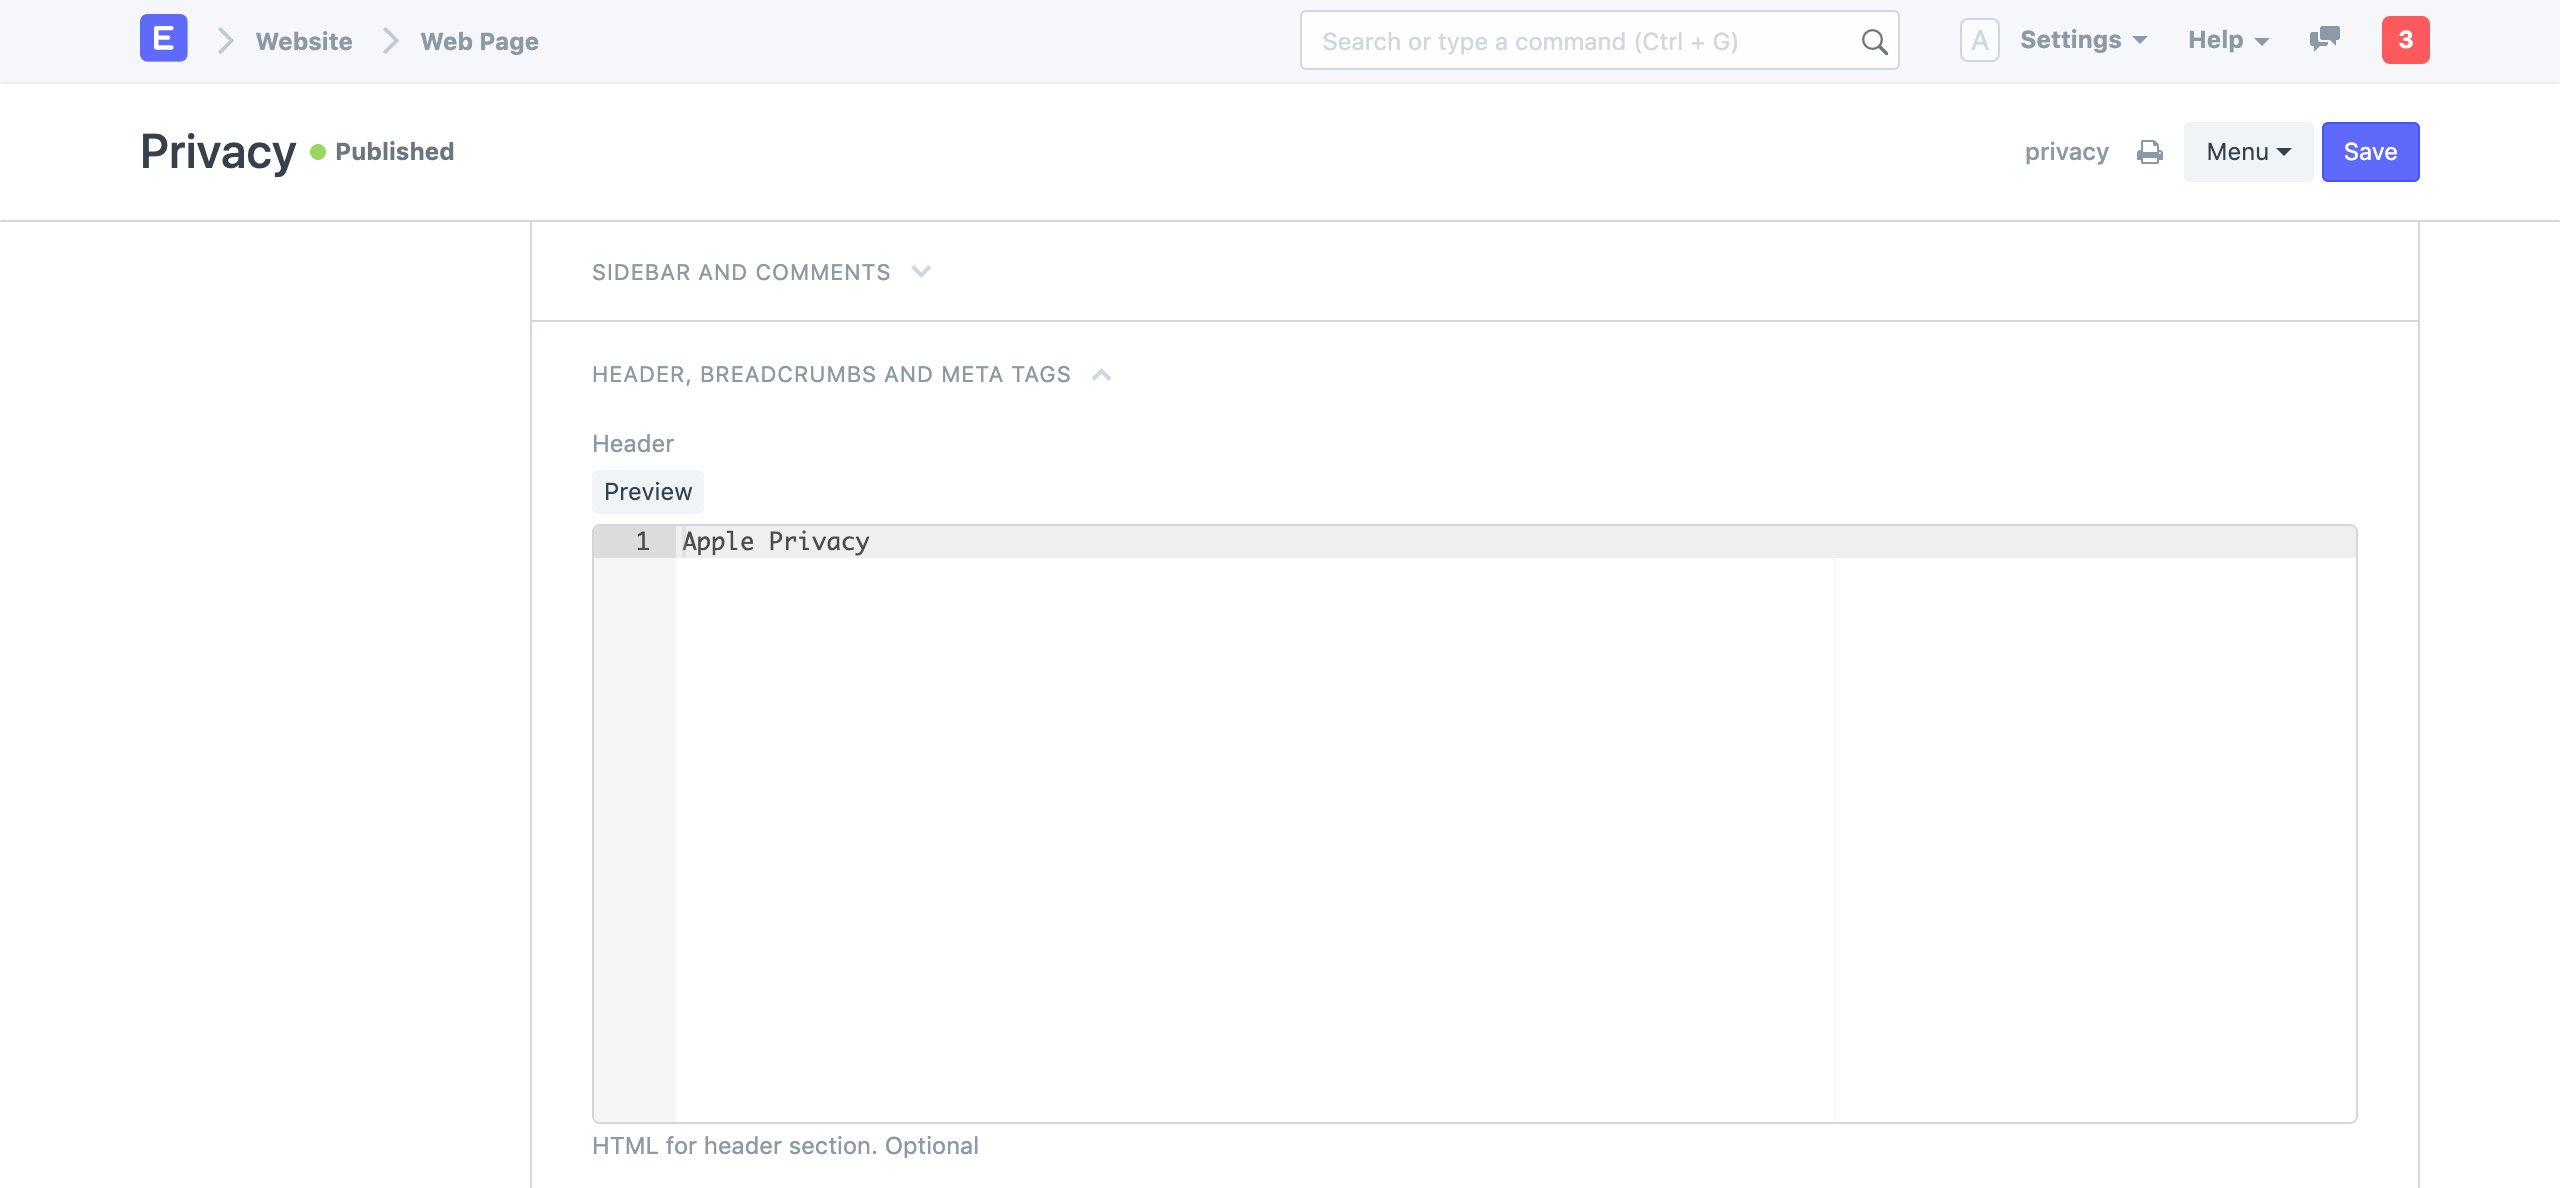 E Website Web Page Search or type a command (Ctrl + G) A Settings Help 3
Privacy Published privacy Menu Save
SIDEBAR AND COMMENTS
HEADER, BREADCRUMBS AND META TAGS
Header
Preview
1 Apple Privacy
HTML for header section. Optional